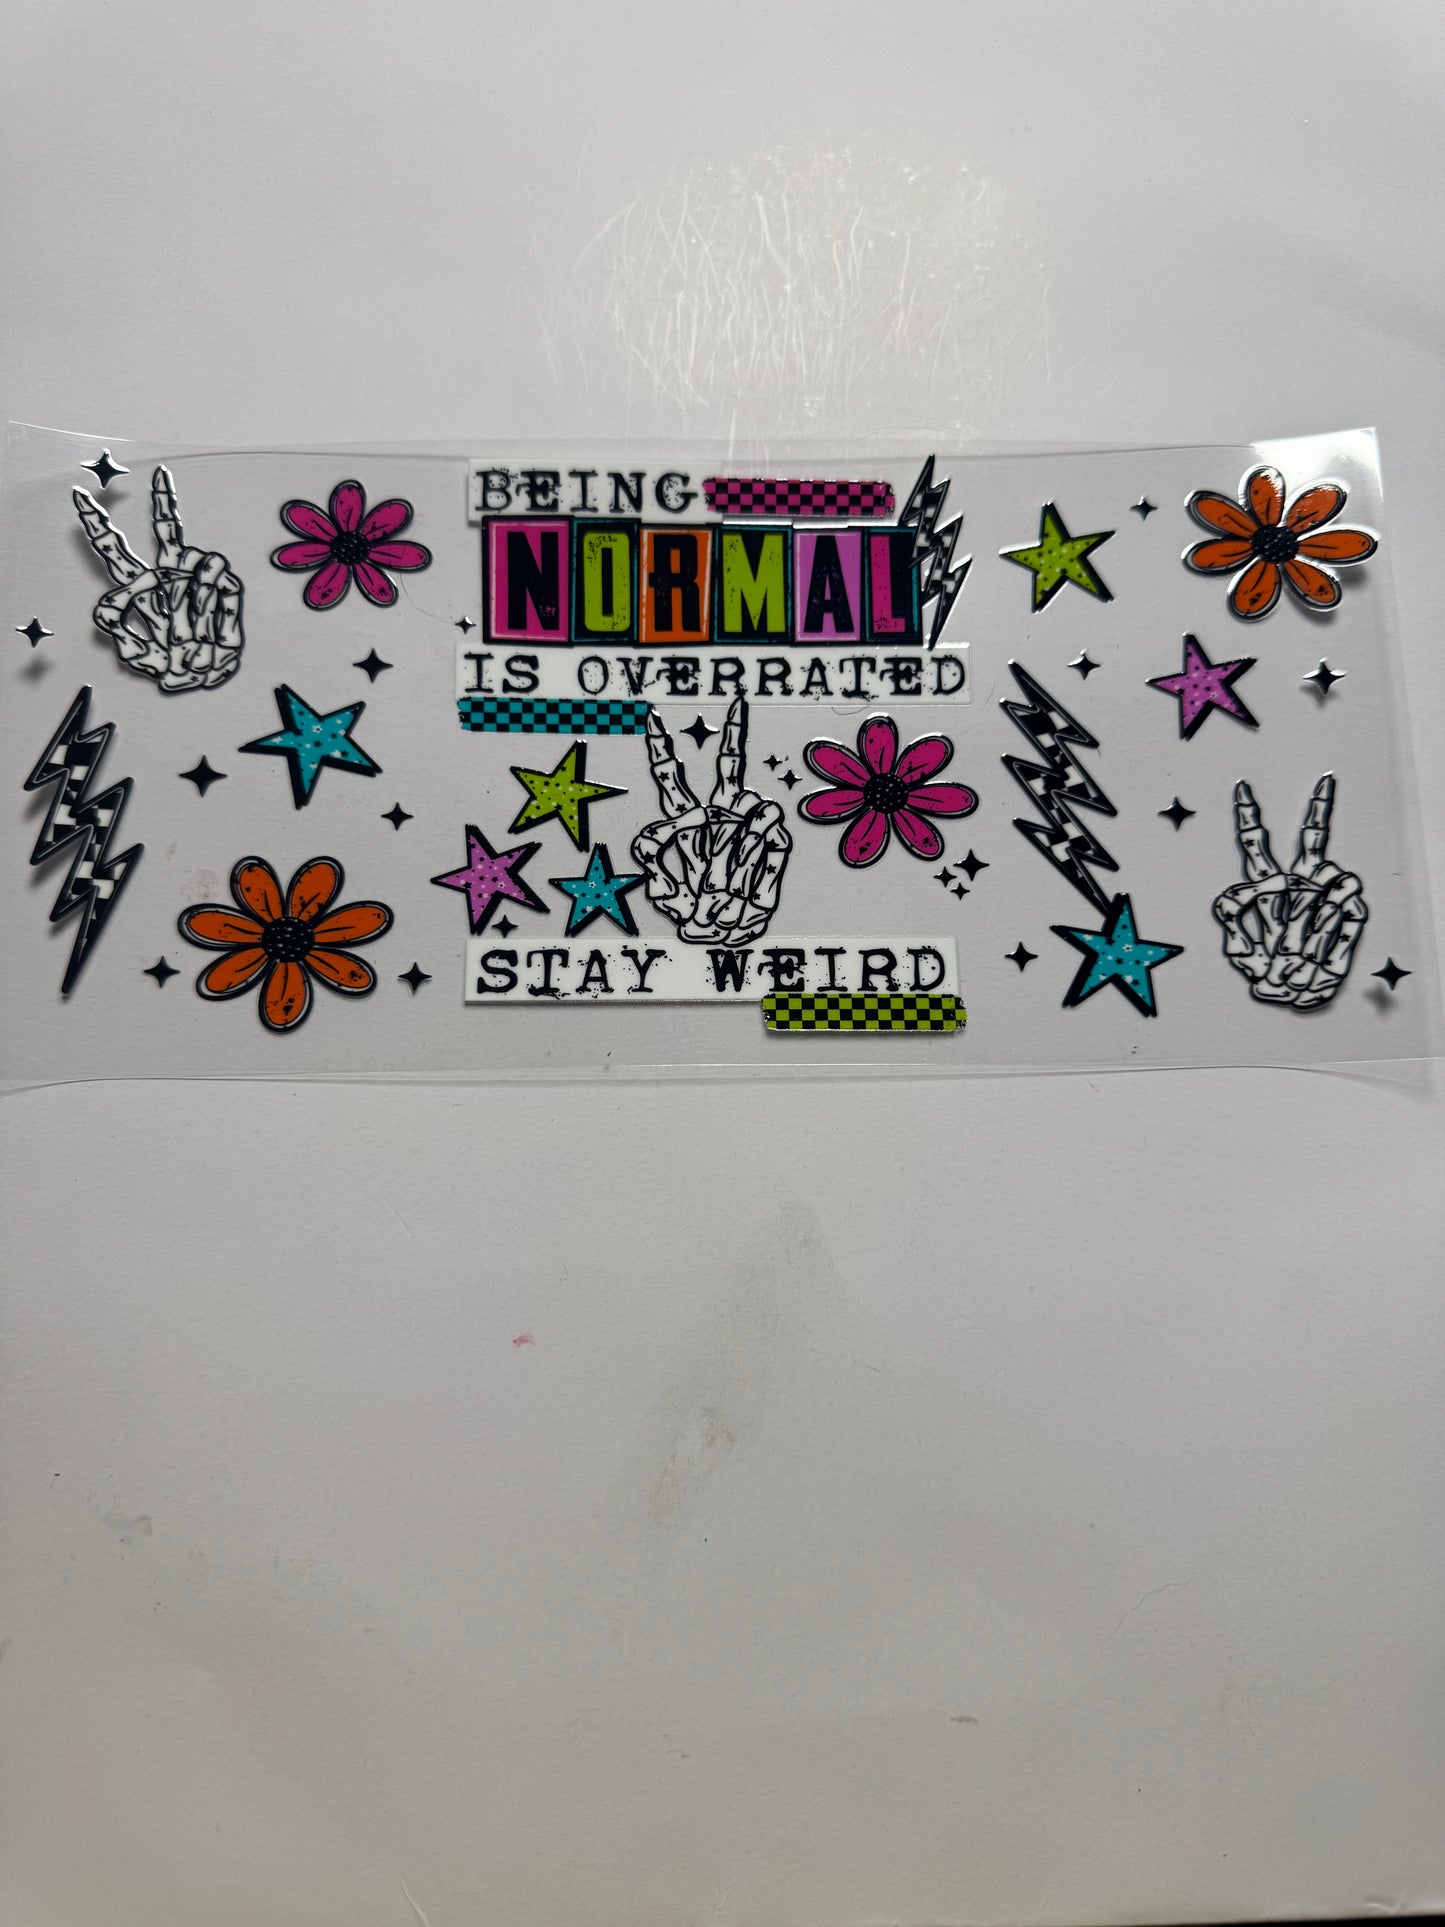 BEING
NORMAL
IS OVERRATED
STAY WEIRD